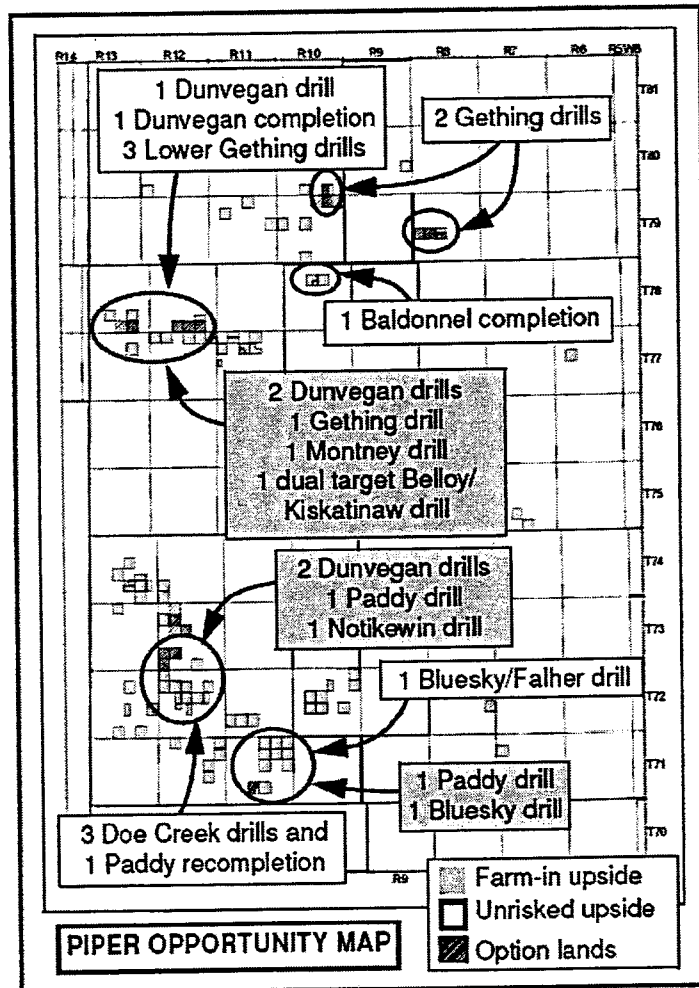 R14 R13 R12 R11 R10 R9 R8 R7 R6 R5W6
T81
1 Dunvegan drill
1 Dunvegan completion
3 Lower Gething drills
2 Gething drills
T80
T79
T78
1 Baldonnel completion
T77
2 Dunvegan drills
1 Gething drill
1 Montney drill
1 dual target Belloy/
Kiskatinaw drill
T76
T75
T74
2 Dunvegan drills
1 Paddy drill
1 Notikewin drill
T73
1 Bluesky/Falher drill
T72
T71
1 Paddy drill
1 Bluesky drill
3 Doe Creek drills and
1 Paddy recompletion
T70
R9
Farm-in upside
Unrisked upside
Option lands
PIPER OPPORTUNITY MAP